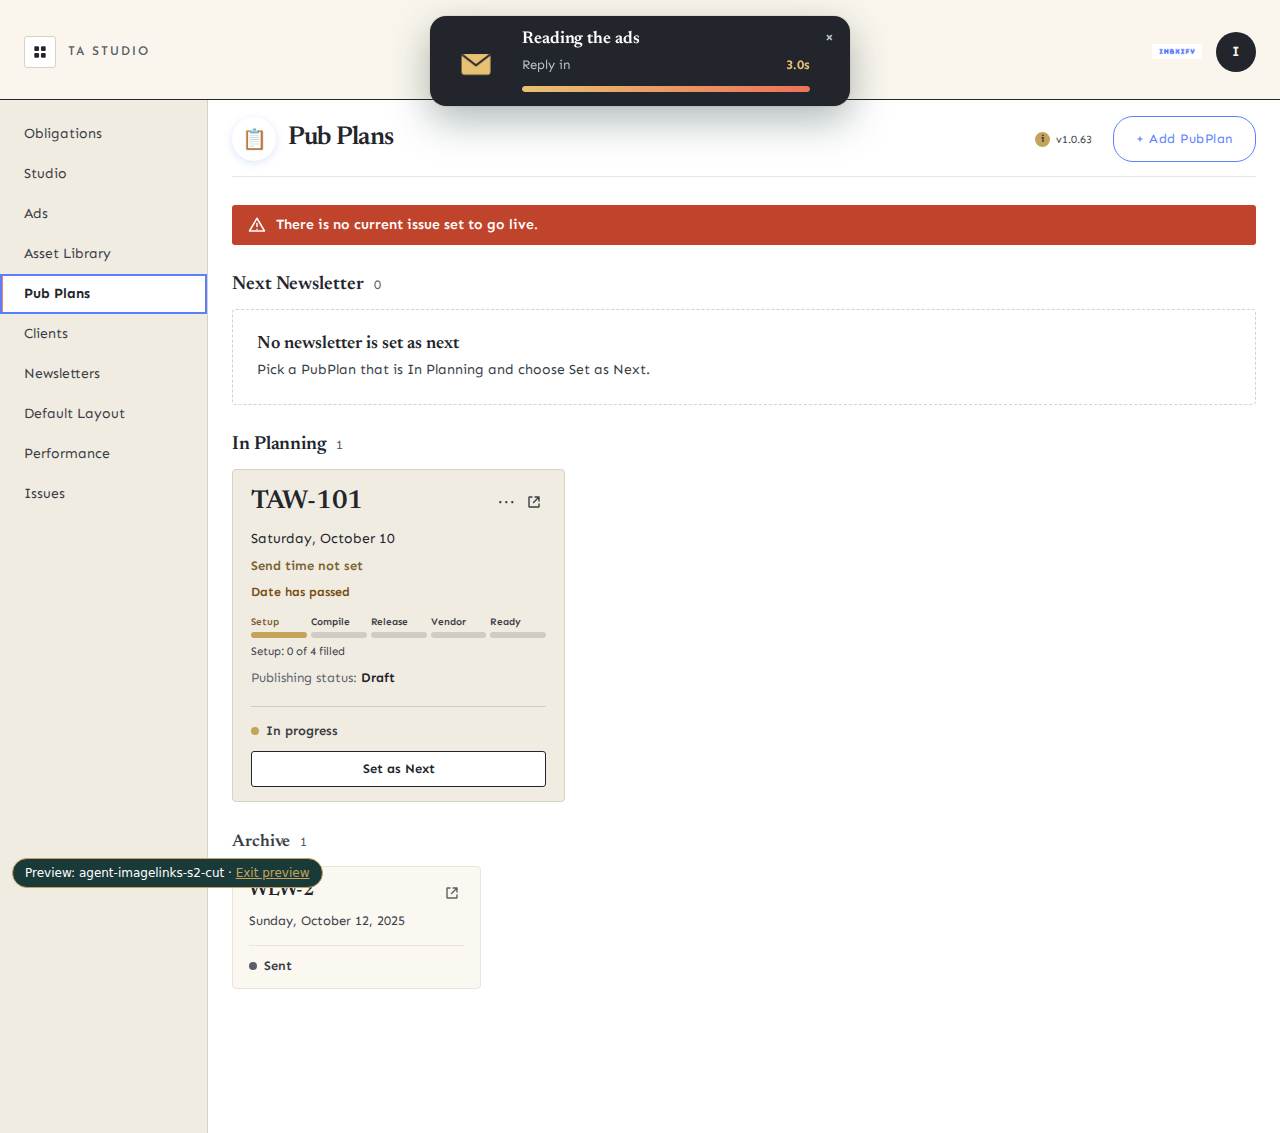 TA STUDIO
Reading the ads
×
Reply in 3.0s
INBXIFY
I
Obligations
Studio
Ads
Asset Library
Pub Plans
Clients
Newsletters
Default Layout
Performance
Issues
Pub Plans
v1.0.63
+ Add PubPlan
There is no current issue set to go live.
Next Newsletter 0
No newsletter is set as next
Pick a PubPlan that is In Planning and choose Set as Next.
In Planning 1
TAW-101
Saturday, October 10
Send time not set
Date has passed
Setup Compile Release Vendor Ready
Setup: 0 of 4 filled
Publishing status: Draft
In progress
Set as Next
Archive 1
Preview: agent-imagelinks-s2-cut · Exit preview
WLW-2
Sunday, October 12, 2025
Sent